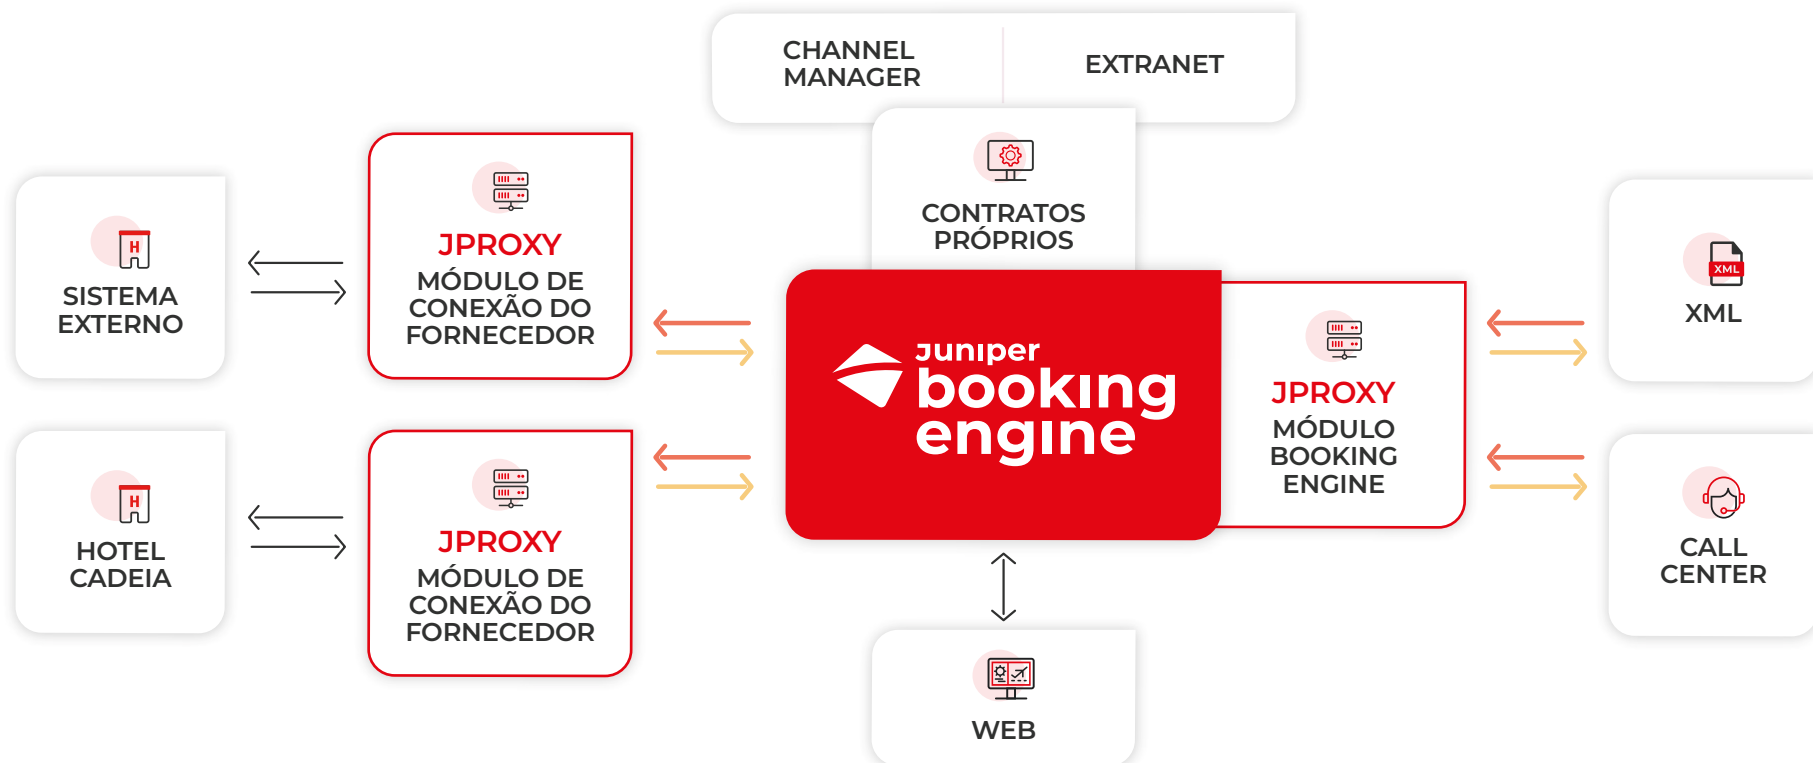 CHANNEL
MANAGER
EXTRANET
CONTRATOS
PRÓPRIOS
H
SISTEMA
EXTERNO
JPROXY
MÓDULO DE
CONEXÃO DO
FORNECEDOR
H
HOTEL
CADEIA
JPROXY
MÓDULO DE
CONEXÃO DO
FORNECEDOR
Juniper
booking
engine
JPROXY
MÓDULO
BOOKING
ENGINE
XML
XML
CALL
CENTER
WEB